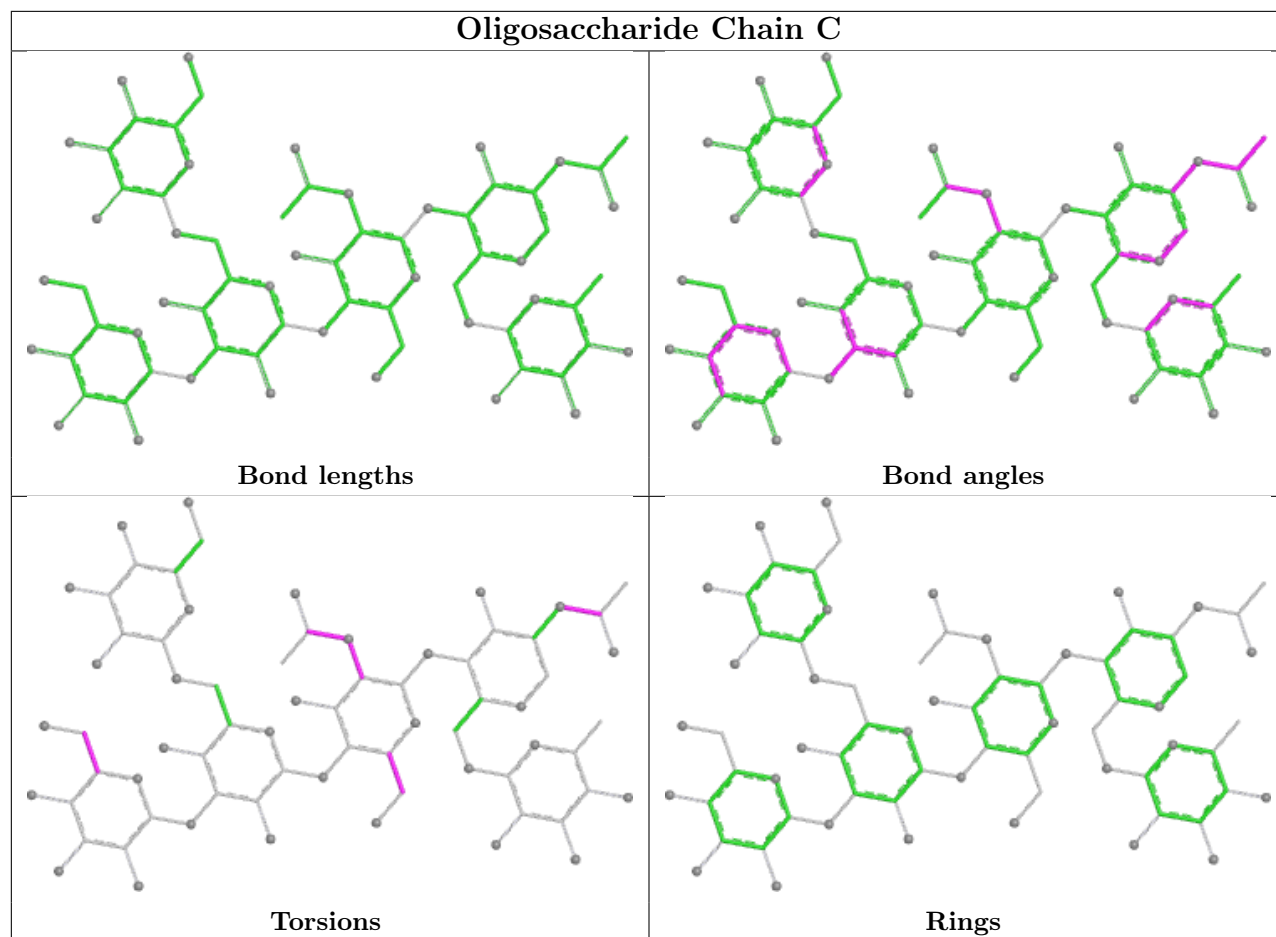 Oligosaccharide Chain C
Bond lengths
Bond angles
Torsions
Rings